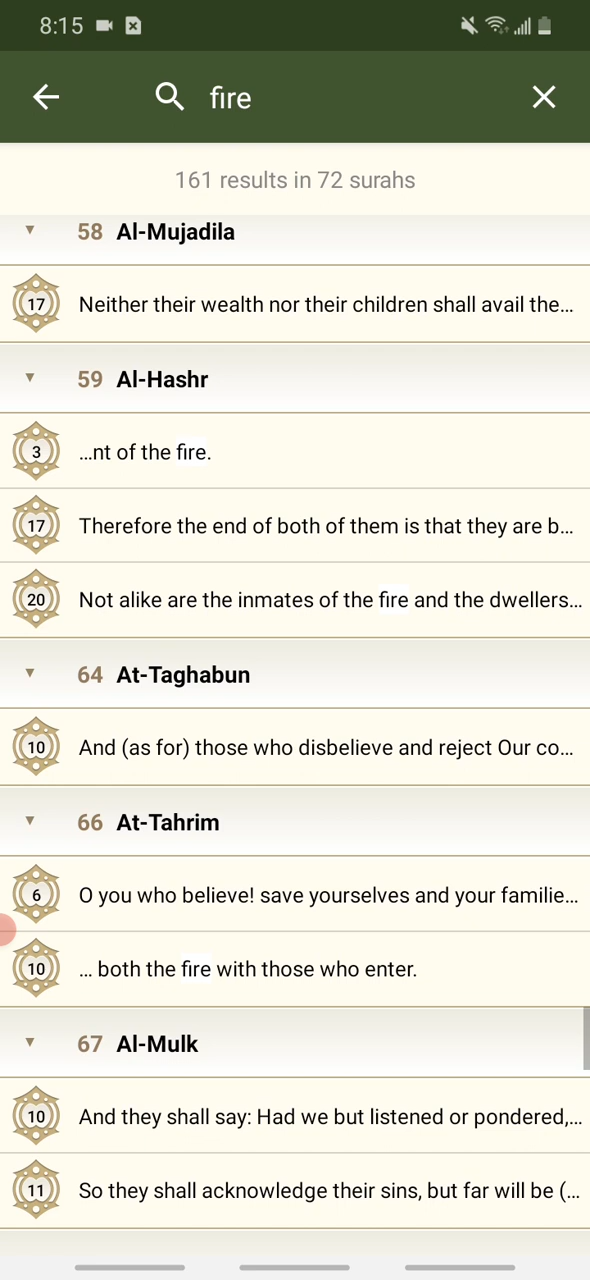 8:15
fire
161 results in 72 surahs
58 Al-Mujadila
17 Neither their wealth nor their children shall avail the...
59 Al-Hashr
3 ...nt of the fire.
17 Therefore the end of both of them is that they are b...
20 Not alike are the inmates of the fire and the dwellers...
64 At-Taghabun
10 And (as for) those who disbelieve and reject Our co...
66 At-Tahrim
6 O you who believe! save yourselves and your familie...
10 ... both the fire with those who enter.
67 Al-Mulk
10 And they shall say: Had we but listened or pondered,...
11 So they shall acknowledge their sins, but far will be (...